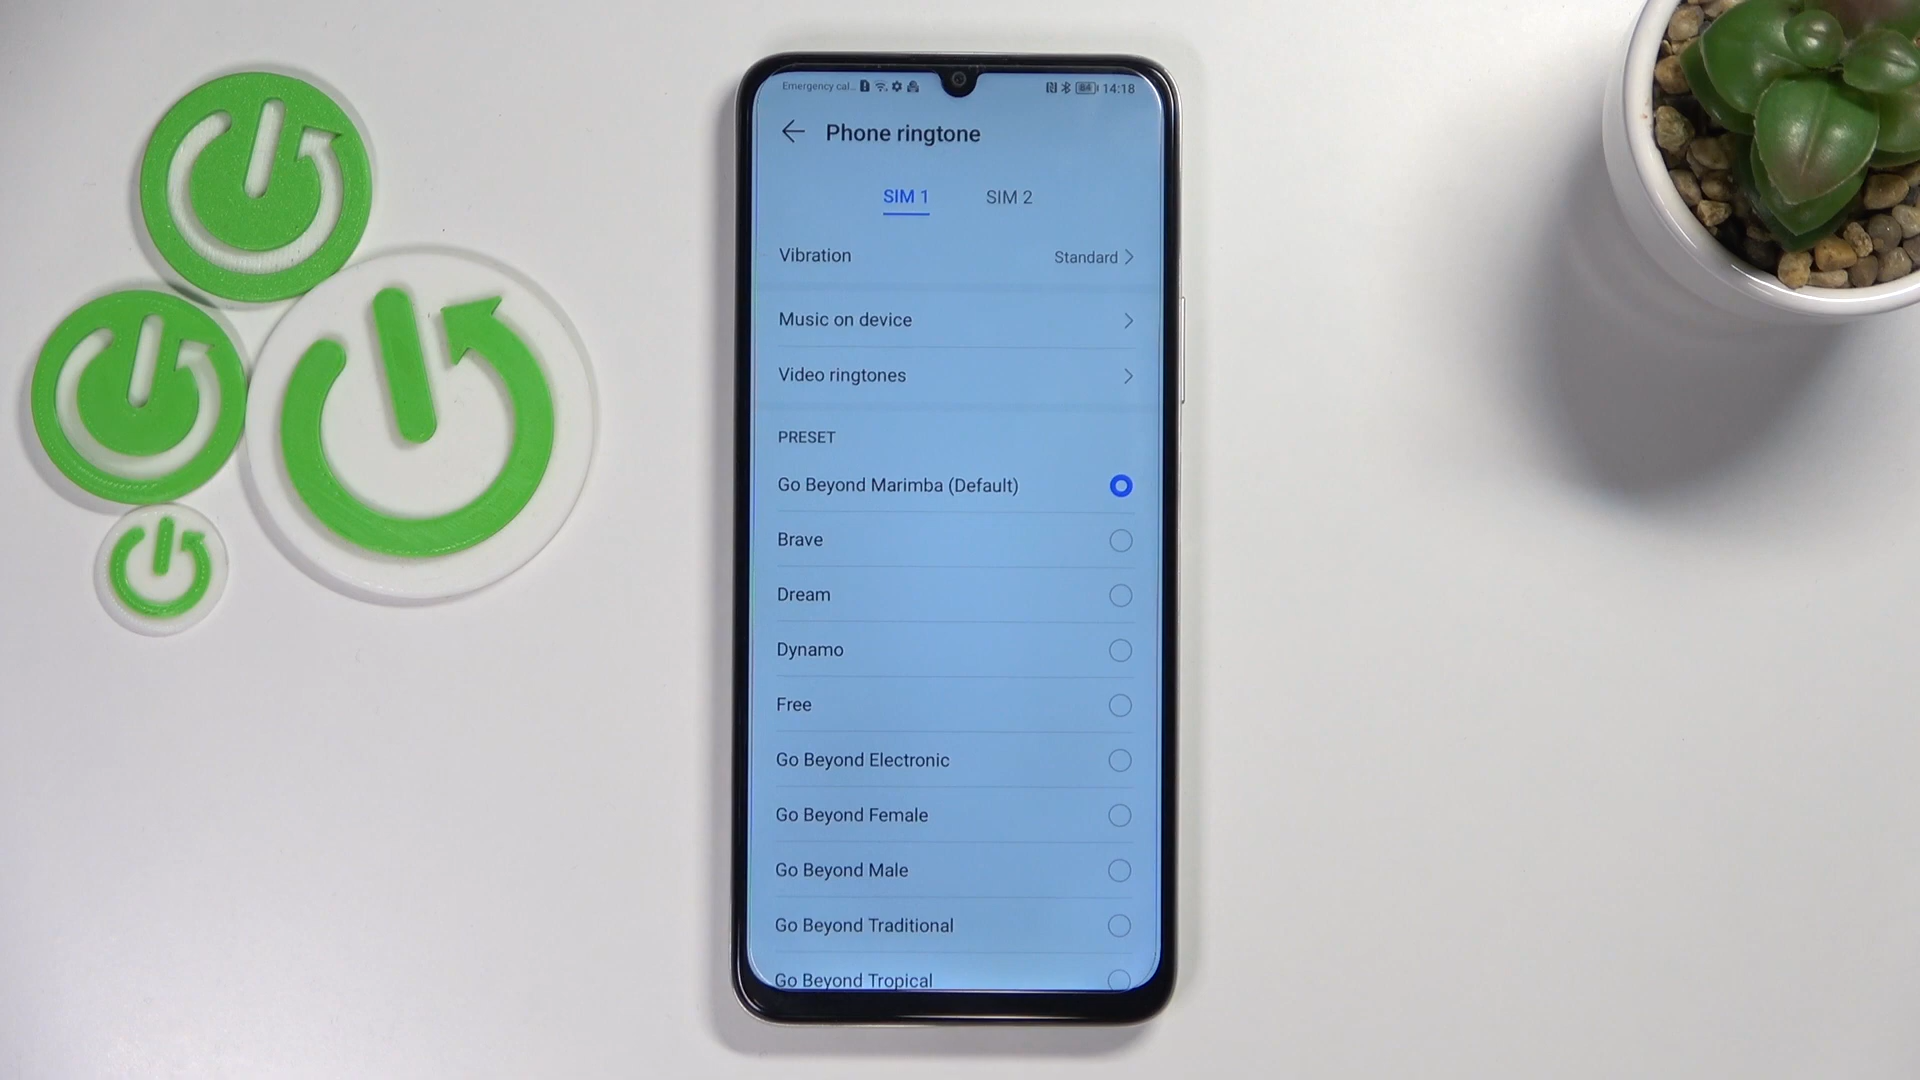 Emergency cal... 84 14:18
Phone ringtone
SIM 1 SIM 2
Vibration Standard
Music on device
Video ringtones
PRESET
Go Beyond Marimba (Default)
Brave
Dream
Dynamo
Free
Go Beyond Electronic
Go Beyond Female
Go Beyond Male
Go Beyond Traditional
Go Beyond Tropical